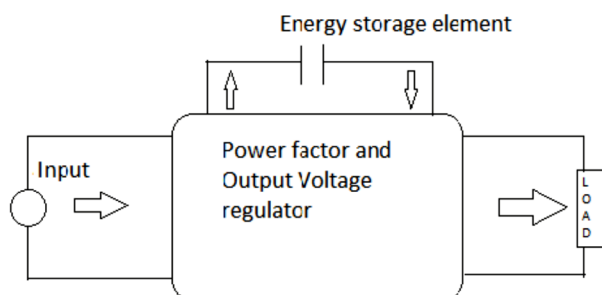 Energy storage element
Power factor and
Output Voltage
regulator
Input
L
O
A
D